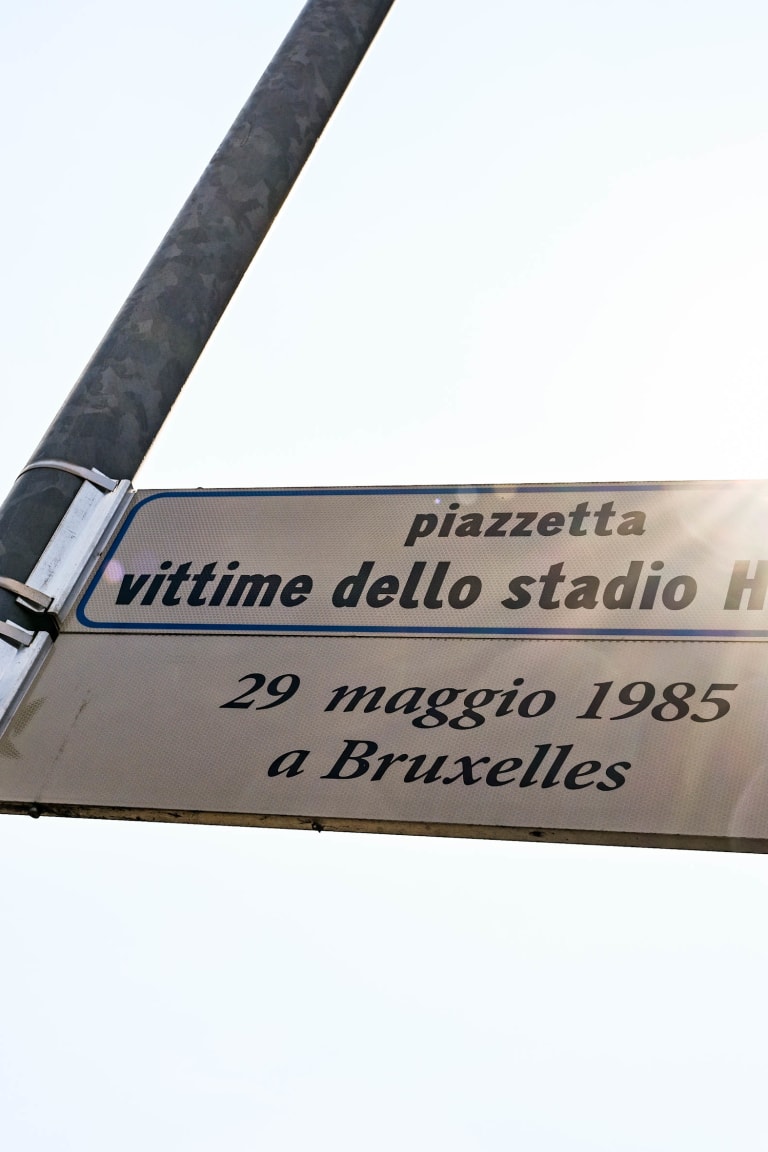 piazzetta
vittime dello stadio H
29 maggio 1985
a Bruxelles